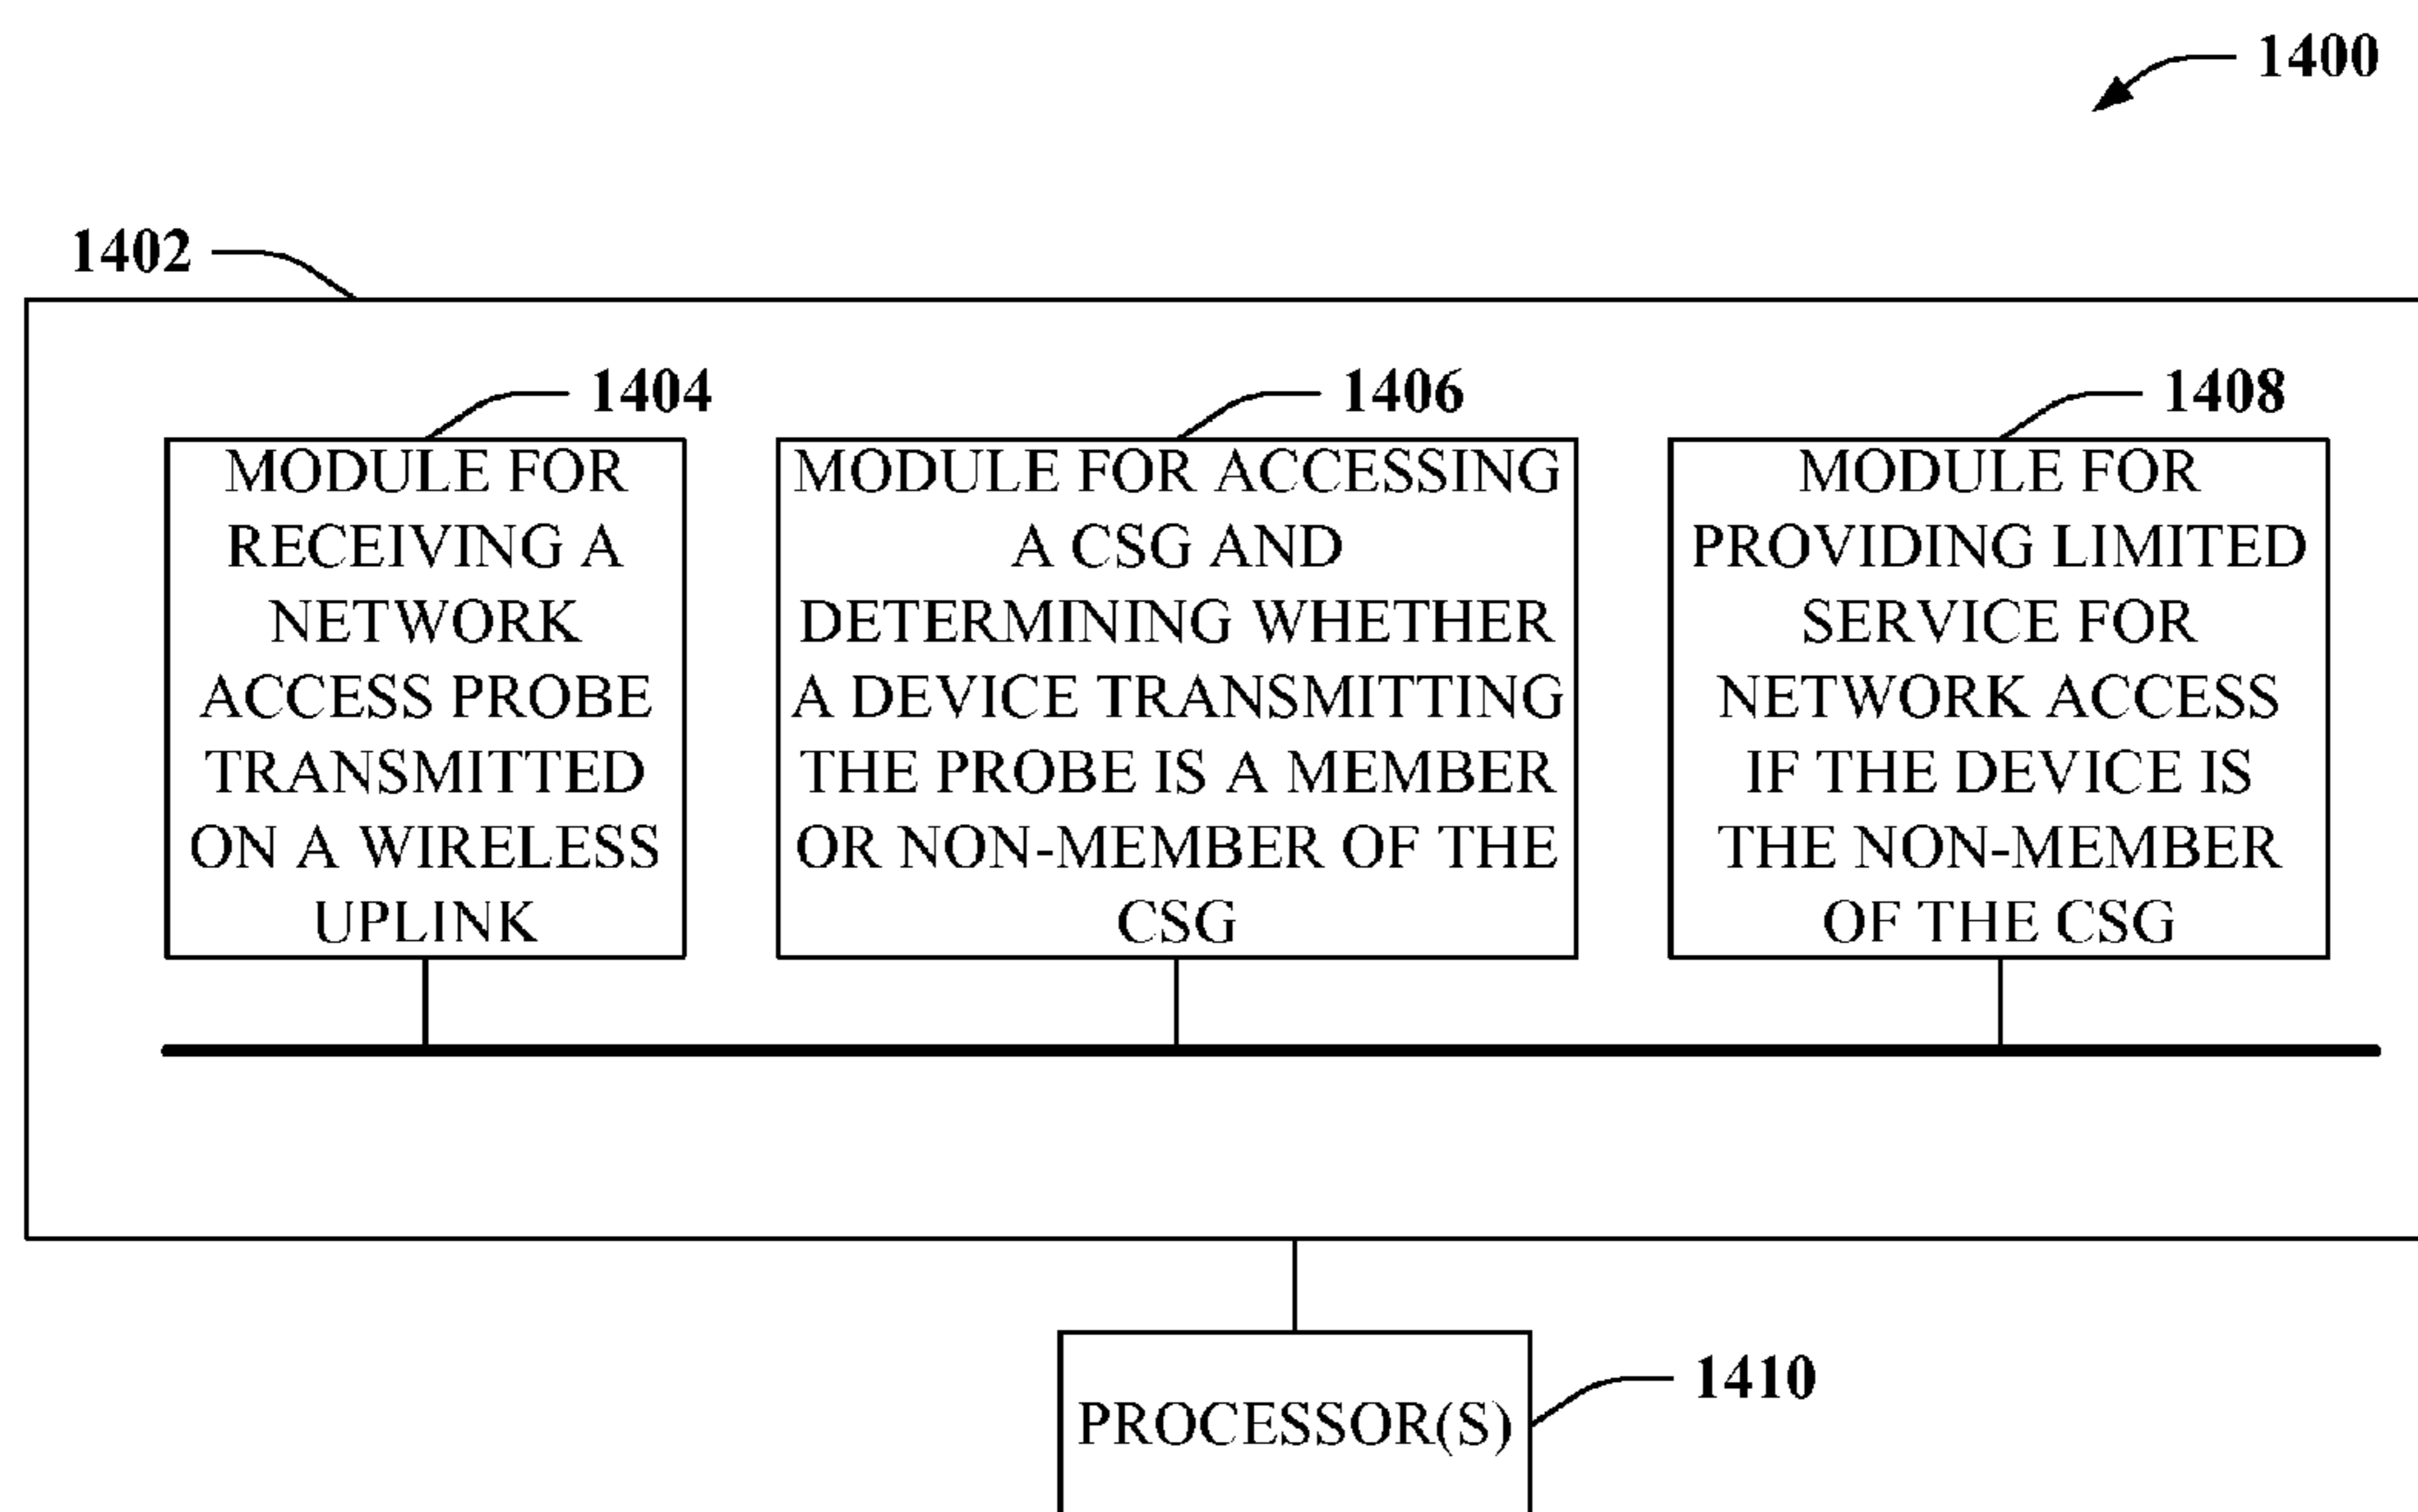 1400
1402
1404
MODULE FOR
RECEIVING A
NETWORK
ACCESS PROBE
TRANSMITTED
ON A WIRELESS
UPLINK
1406
MODULE FOR ACCESSING
A CSG AND
DETERMINING WHETHER
A DEVICE TRANSMITTING
THE PROBE IS A MEMBER
OR NON-MEMBER OF THE
CSG
1408
MODULE FOR
PROVIDING LIMITED
SERVICE FOR
NETWORK ACCESS
IF THE DEVICE IS
THE NON-MEMBER
OF THE CSG
PROCESSOR(S)
1410